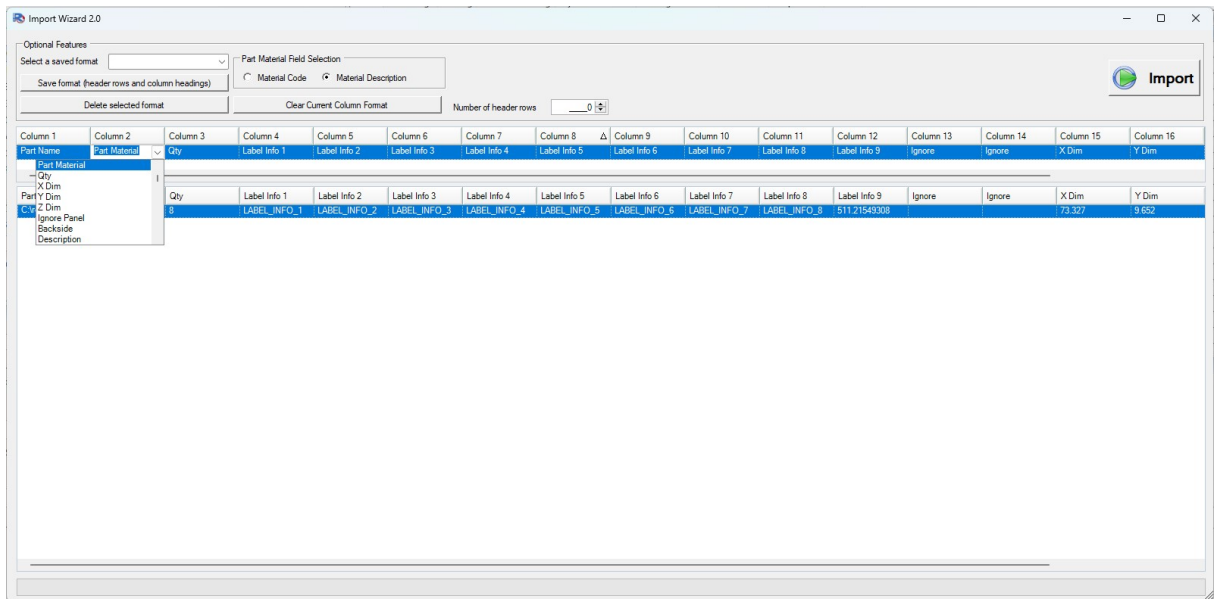 Import Wizard 2.0
Optional Features
Select a saved format
Part Material Field Selection
Material Code Material Description
Save format (header rows and column headings)
Import
Delete selected format Clear Current Column Format Number of header rows ____0
Column 1 Column 2 Column 3 Column 4 Column 5 Column 6 Column 7 Column 8 Column 9 Column 10 Column 11 Column 12 Column 13 Column 14 Column 15 Column 16
Part Name Part Material Qty Label Info 1 Label Info 2 Label Info 3 Label Info 4 Label Info 5 Label Info 6 Label Info 7 Label Info 8 Label Info 9 Ignore Ignore X Dim Y Dim
Part Material
Qty
X Dim
Y Dim
Z Dim
Ignore Panel
Backside
Description
Part Qty Label Info 1 Label Info 2 Label Info 3 Label Info 4 Label Info 5 Label Info 6 Label Info 7 Label Info 8 Label Info 9 Ignore Ignore X Dim Y Dim
8 LABEL_INFO_1 LABEL_INFO_2 LABEL_INFO_3 LABEL_INFO_4 LABEL_INFO_5 LABEL_INFO_6 LABEL_INFO_7 LABEL_INFO_8 511.21549308 73.327 9.652